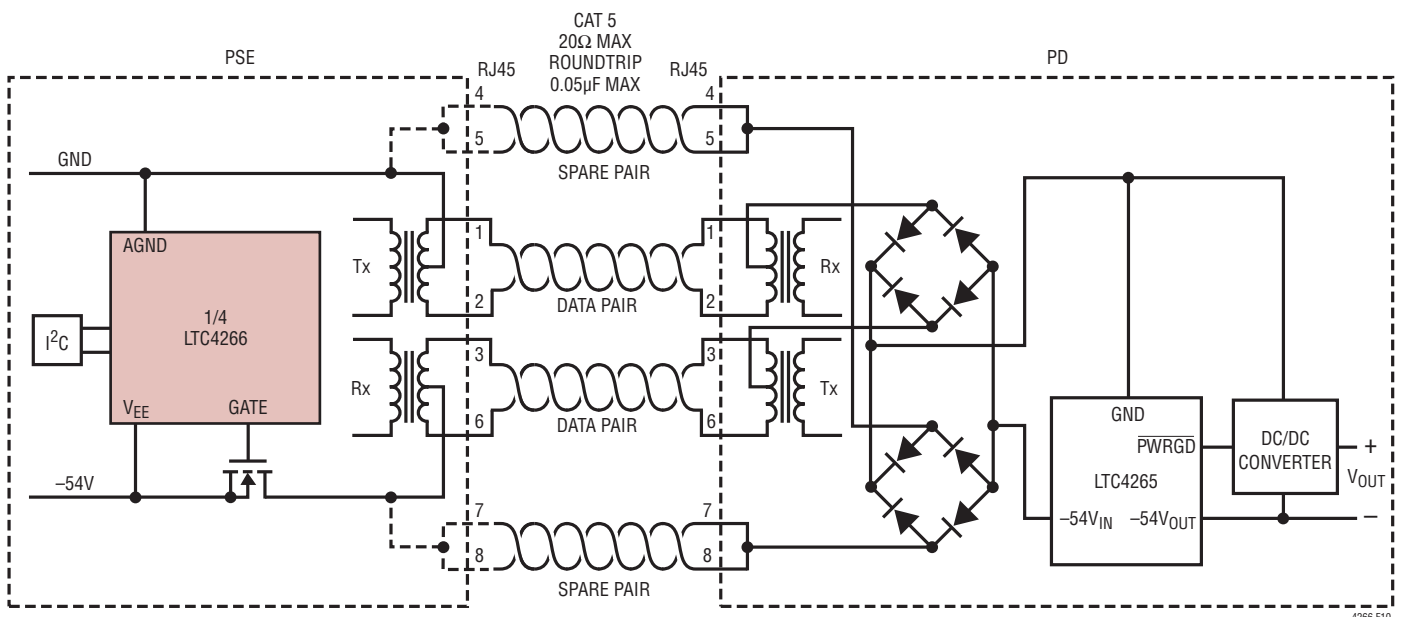 CAT 5
20Ω MAX
ROUNDTRIP
0.05µF MAX
PSE
PD
RJ45
RJ45
4
4
5
5
SPARE PAIR
GND
AGND
1/4
LTC4266
I²C
VEE
GATE
–54V
Tx
1
1
Rx
2
2
DATA PAIR
Rx
3
3
Tx
6
6
DATA PAIR
7
7
8
8
SPARE PAIR
GND
PWRGD
LTC4265
–54VIN
–54VOUT
DC/DC
CONVERTER
+
VOUT
–
4266 F10